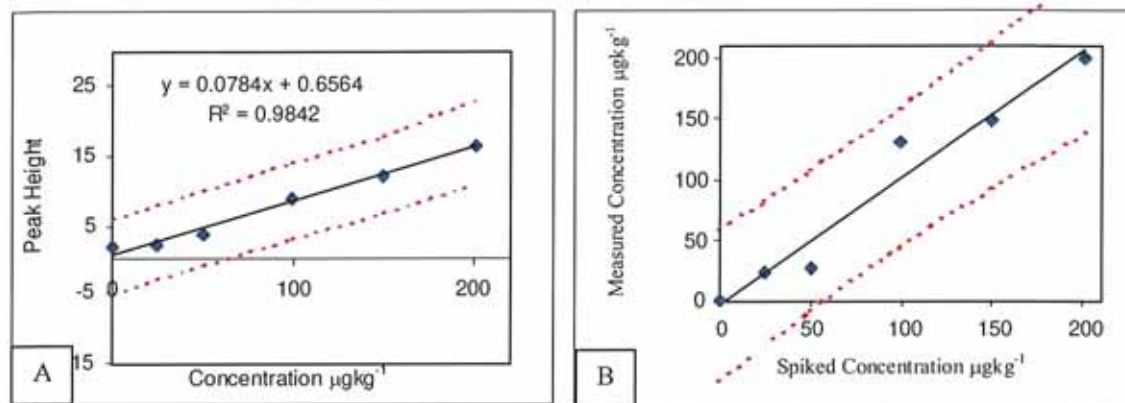 y = 0.0784x + 0.6564
R² = 0.9842
Peak Height
25
15
5
-5
15
0
100
200
Concentration µgkg⁻¹
A
Measured Concentration µgkg⁻¹
200
150
100
50
0
0
50
100
150
200
Spiked Concentration µgkg⁻¹
B